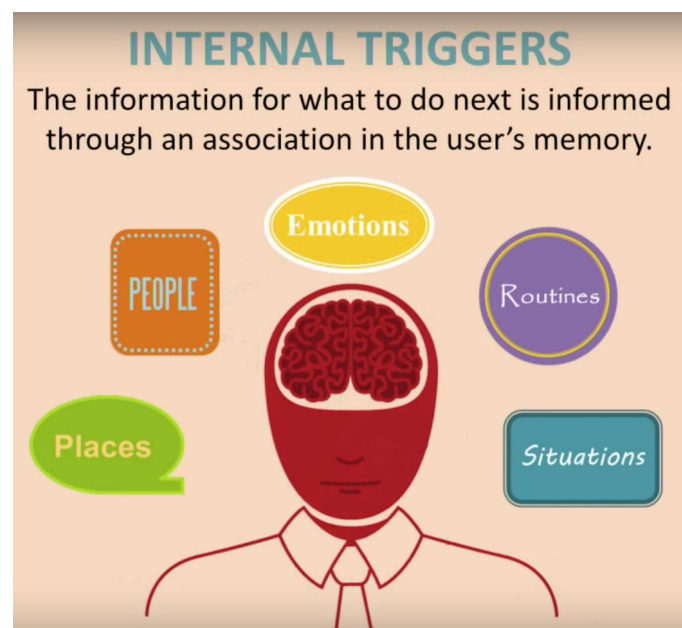 INTERNAL TRIGGERS
The information for what to do next is informed
through an association in the user's memory.
Emotions
PEOPLE
Routines
Places
Situations